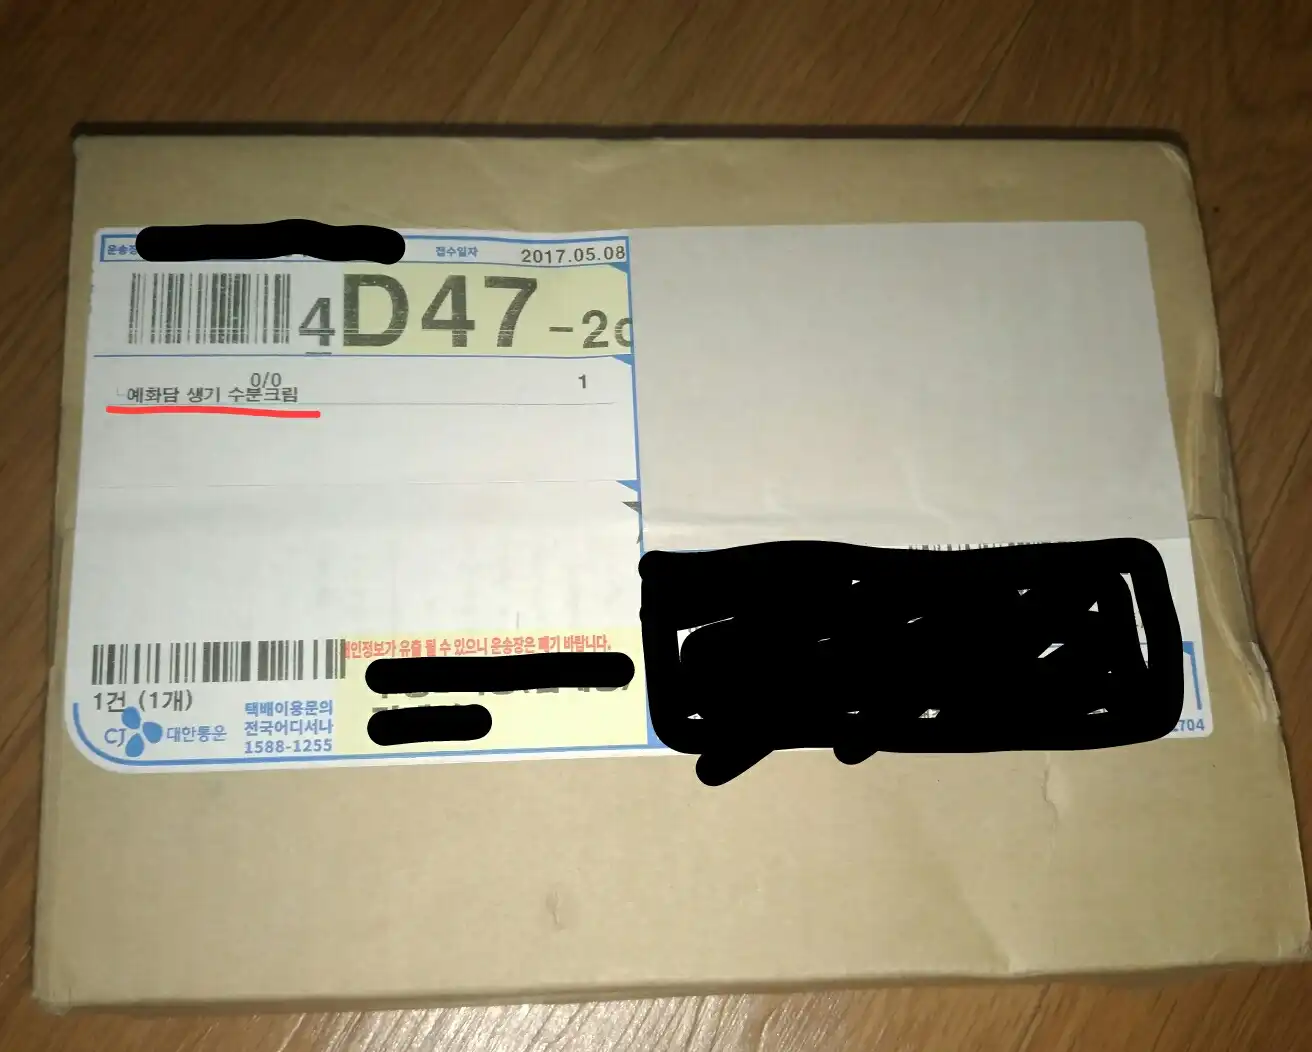 접수일자 2017.05.08
4D47 -2
0/0
예화담 생기 수분크림 1
개인정보가 유출 될 수 있으니 운송장은 폐기 바랍니다.
1건 (1개)
CJ 대한통운
택배이용문의
전국어디서나
1588-1255